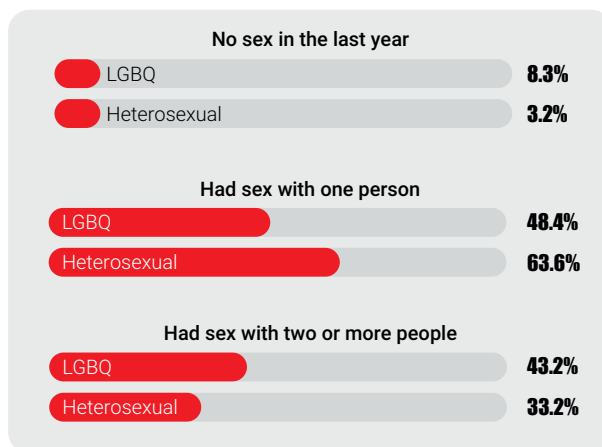 No sex in the last year
LGBQ 8.3%
Heterosexual 3.2%
Had sex with one person
LGBQ 48.4%
Heterosexual 63.6%
Had sex with two or more people
LGBQ 43.2%
Heterosexual 33.2%